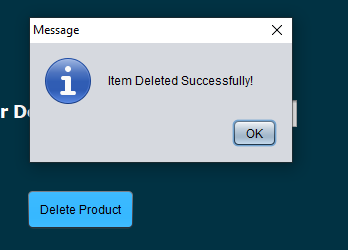 Message
Item Deleted Successfully!
r D
OK
Delete Product